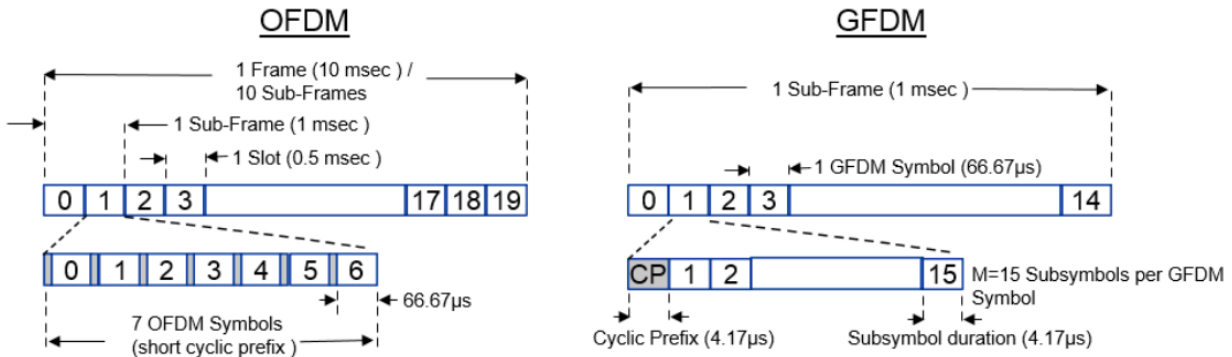 OFDM
1 Frame (10 msec ) /
10 Sub-Frames
1 Sub-Frame (1 msec )
1 Slot (0.5 msec )
0 1 2 3 17 18 19
0 1 2 3 4 5 6
66.67µs
7 OFDM Symbols
(short cyclic prefix )
GFDM
1 Sub-Frame (1 msec )
1 GFDM Symbol (66.67µs)
0 1 2 3 14
CP 1 2 15
M=15 Subsymbols per GFDM
Symbol
Cyclic Prefix (4.17µs)
Subsymbol duration (4.17µs)